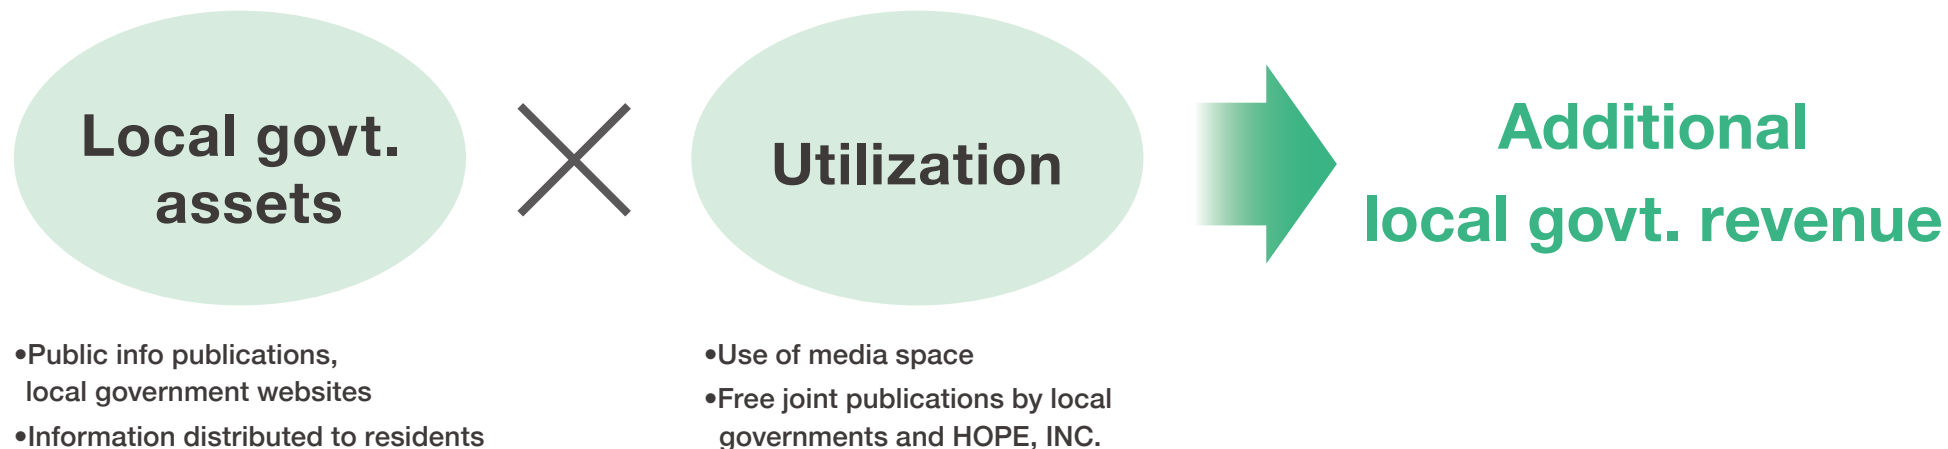 Local govt.
assets
Utilization
Additional
local govt. revenue
•Public info publications,
local government websites
•Information distributed to residents
•Use of media space
•Free joint publications by local
governments and HOPE, INC.